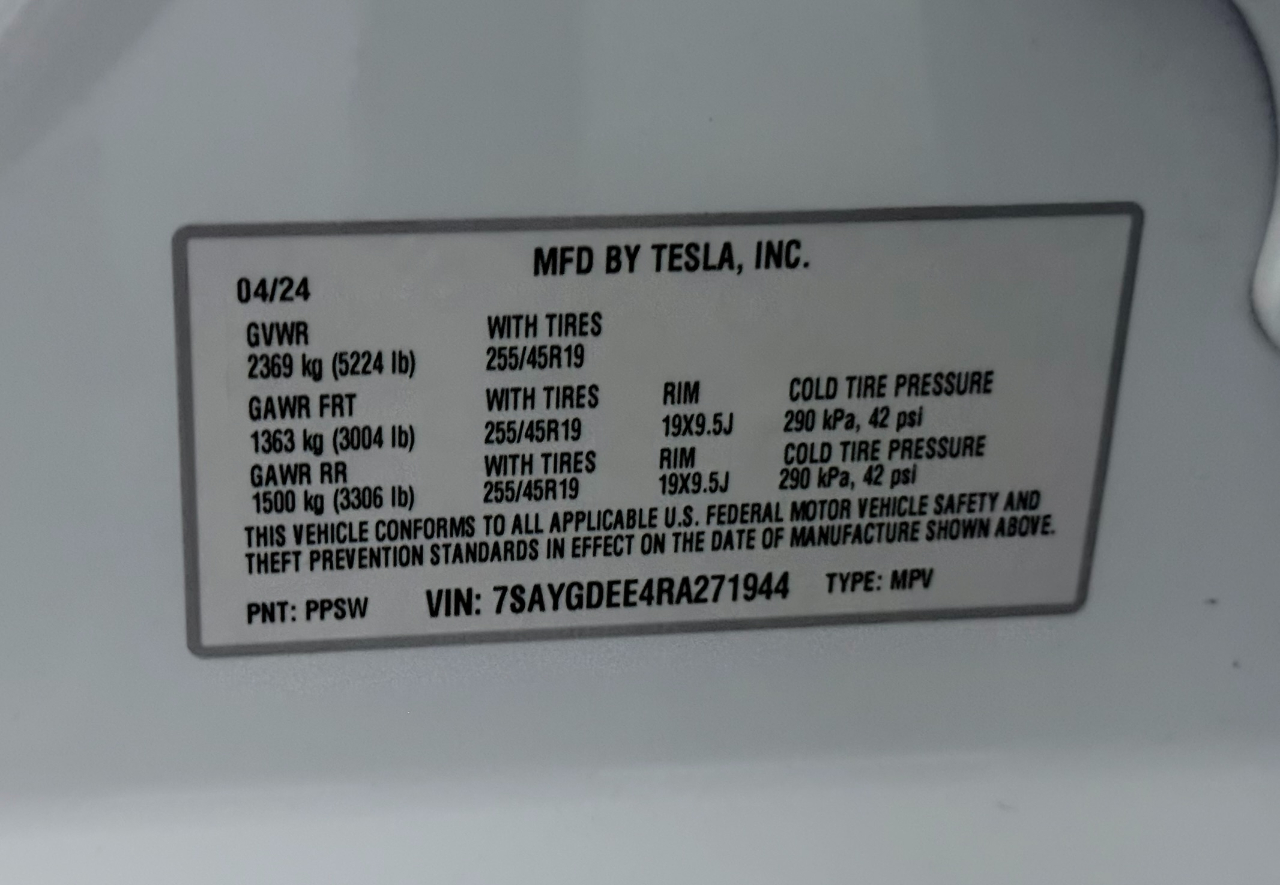 MFD BY TESLA, INC.
04/24
GVWR WITH TIRES
2369 kg (5224 lb) 255/45R19
GAWR FRT WITH TIRES RIM COLD TIRE PRESSURE
1363 kg (3004 lb) 255/45R19 19X9.5J 290 kPa, 42 psi
GAWR RR WITH TIRES RIM COLD TIRE PRESSURE
1500 kg (3306 lb) 255/45R19 19X9.5J 290 kPa, 42 psi
THIS VEHICLE CONFORMS TO ALL APPLICABLE U.S. FEDERAL MOTOR VEHICLE SAFETY AND
THEFT PREVENTION STANDARDS IN EFFECT ON THE DATE OF MANUFACTURE SHOWN ABOVE.
PNT: PPSW VIN: 7SAYGDEE4RA271944 TYPE: MPV